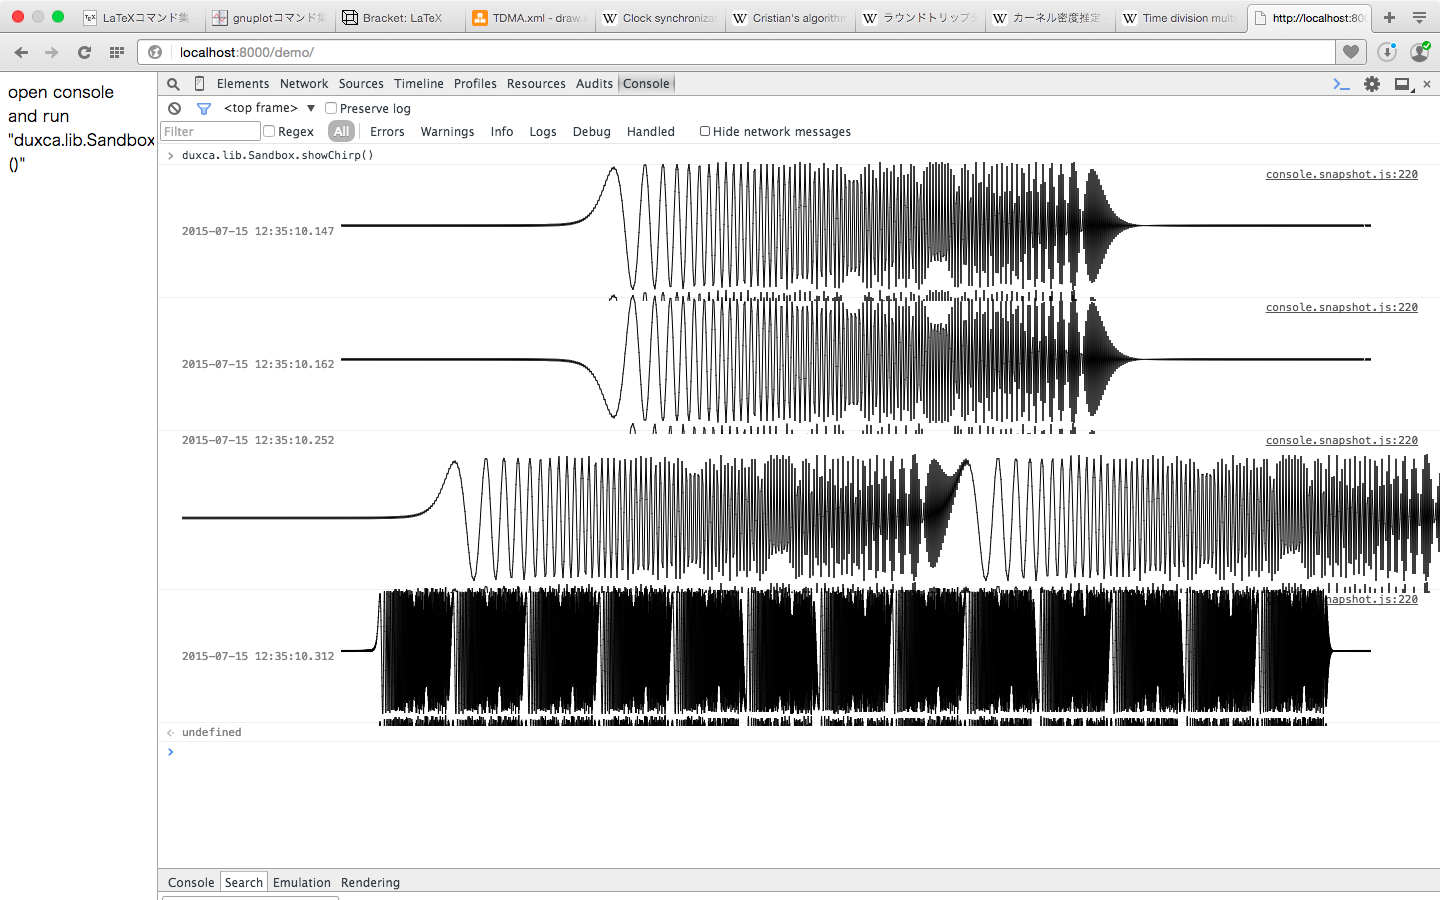 LaTeXコマンド集
gnuplotコマンド集
Bracket: LaTeX
TDMA.xml - draw.i
Clock synchroniza
Cristian's algorithm
ラウンドトリップタ
カーネル密度推定 -
Time division multi
http://localhost:800
localhost:8000/demo/
open console
and run
"duxca.lib.Sandbox
()"
Elements Network Sources Timeline Profiles Resources Audits Console
<top frame> ▼ Preserve log
Filter Regex All Errors Warnings Info Logs Debug Handled Hide network messages
> duxca.lib.Sandbox.showChirp()
console.snapshot.js:220
2015-07-15 12:35:10.147
console.snapshot.js:220
2015-07-15 12:35:10.162
2015-07-15 12:35:10.252 console.snapshot.js:220
napshot.js:220
2015-07-15 12:35:10.312
undefined
>
Console Search Emulation Rendering